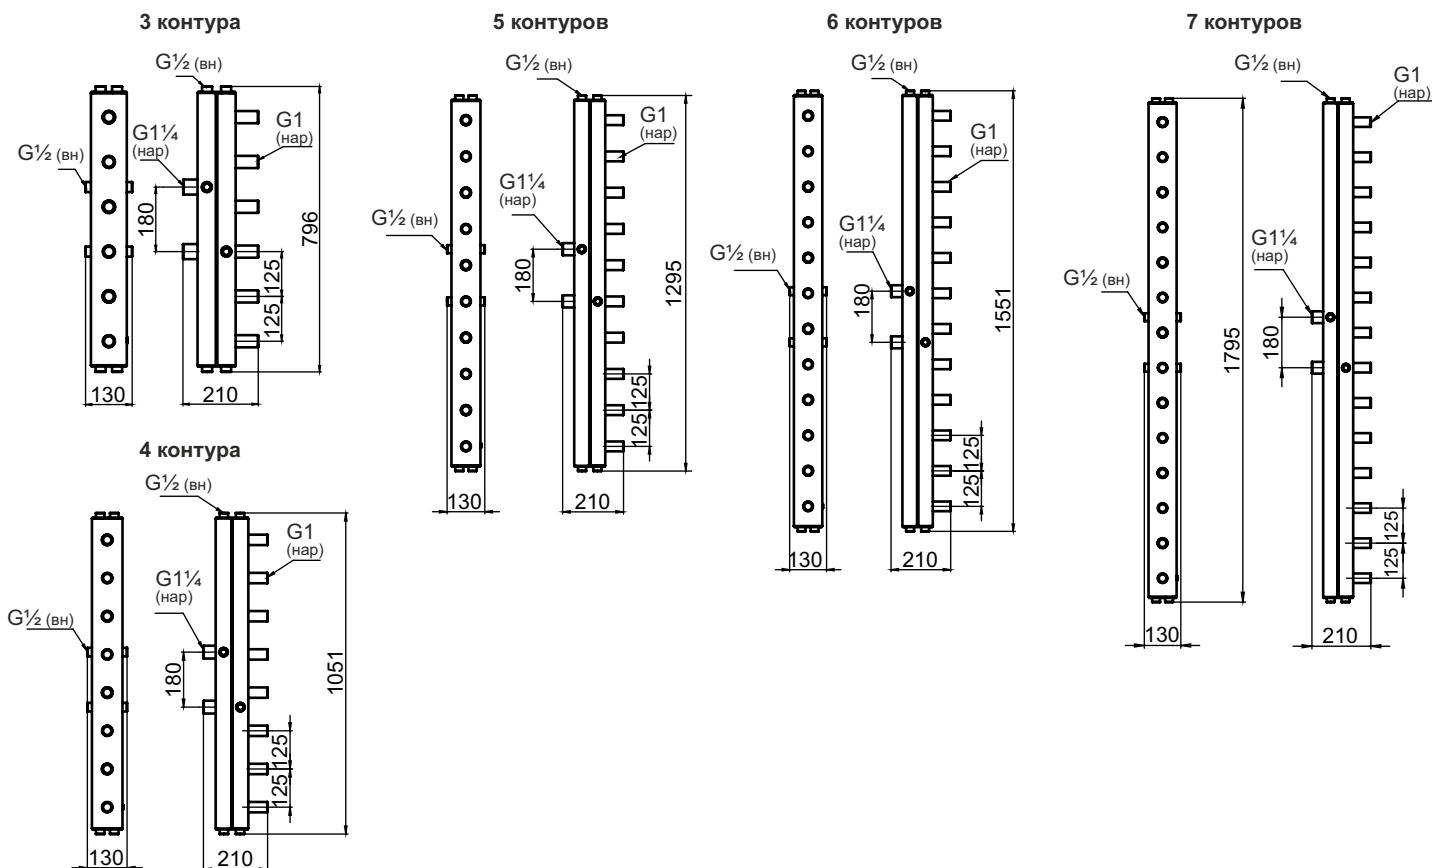 3 контура
G½ (вн)
G1¼
(нар)
G1
(нар)
G½ (вн)
180
796
125
125
130
210
4 контура
G½ (вн)
G1
(нар)
G1¼
(нар)
G½ (вн)
180
1051
125
125
130
210
5 контуров
G½ (вн)
G1
(нар)
G1¼
(нар)
G½ (вн)
180
1295
125
125
130
210
6 контуров
G½ (вн)
G1
(нар)
G1¼
(нар)
G½ (вн)
180
1551
125
125
130
210
7 контуров
G½ (вн)
G1
(нар)
G1¼
(нар)
G½ (вн)
180
1795
125
125
130
210